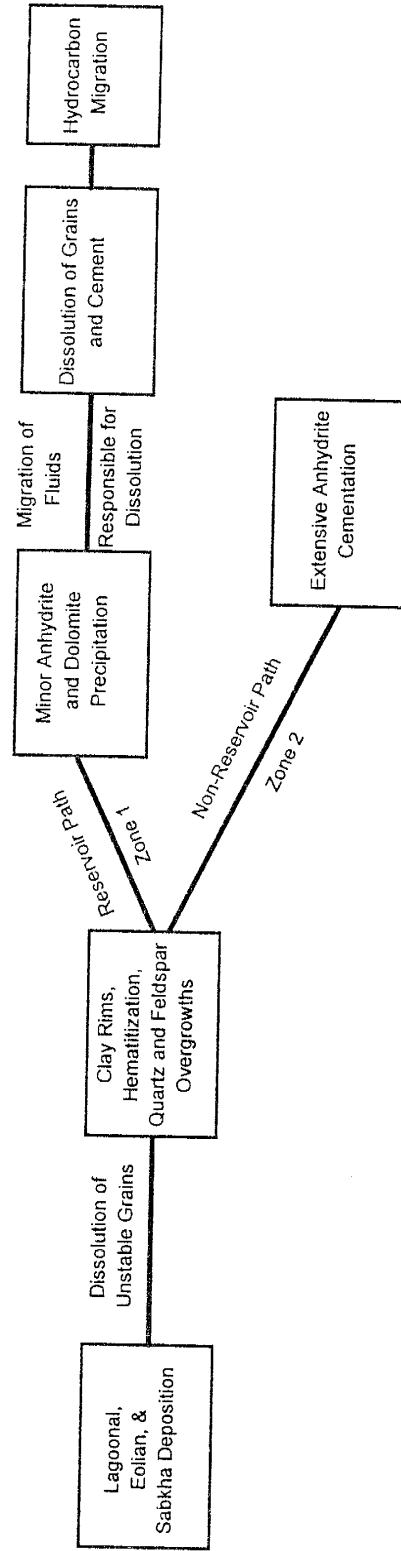 Lagoonal,
Eolian, &
Sabkha Deposition
Dissolution of
Unstable Grains
Clay Rims,
Hematitization,
Quartz and Feldspar
Overgrowths
Reservoir Path
Zone 1
Minor Anhydrite
and Dolomite
Precipitation
Migration of
Fluids
Responsible for
Dissolution
Dissolution of Grains
and Cement
Hydrocarbon
Migration
Non-Reservoir Path
Zone 2
Extensive Anhydrite
Cementation